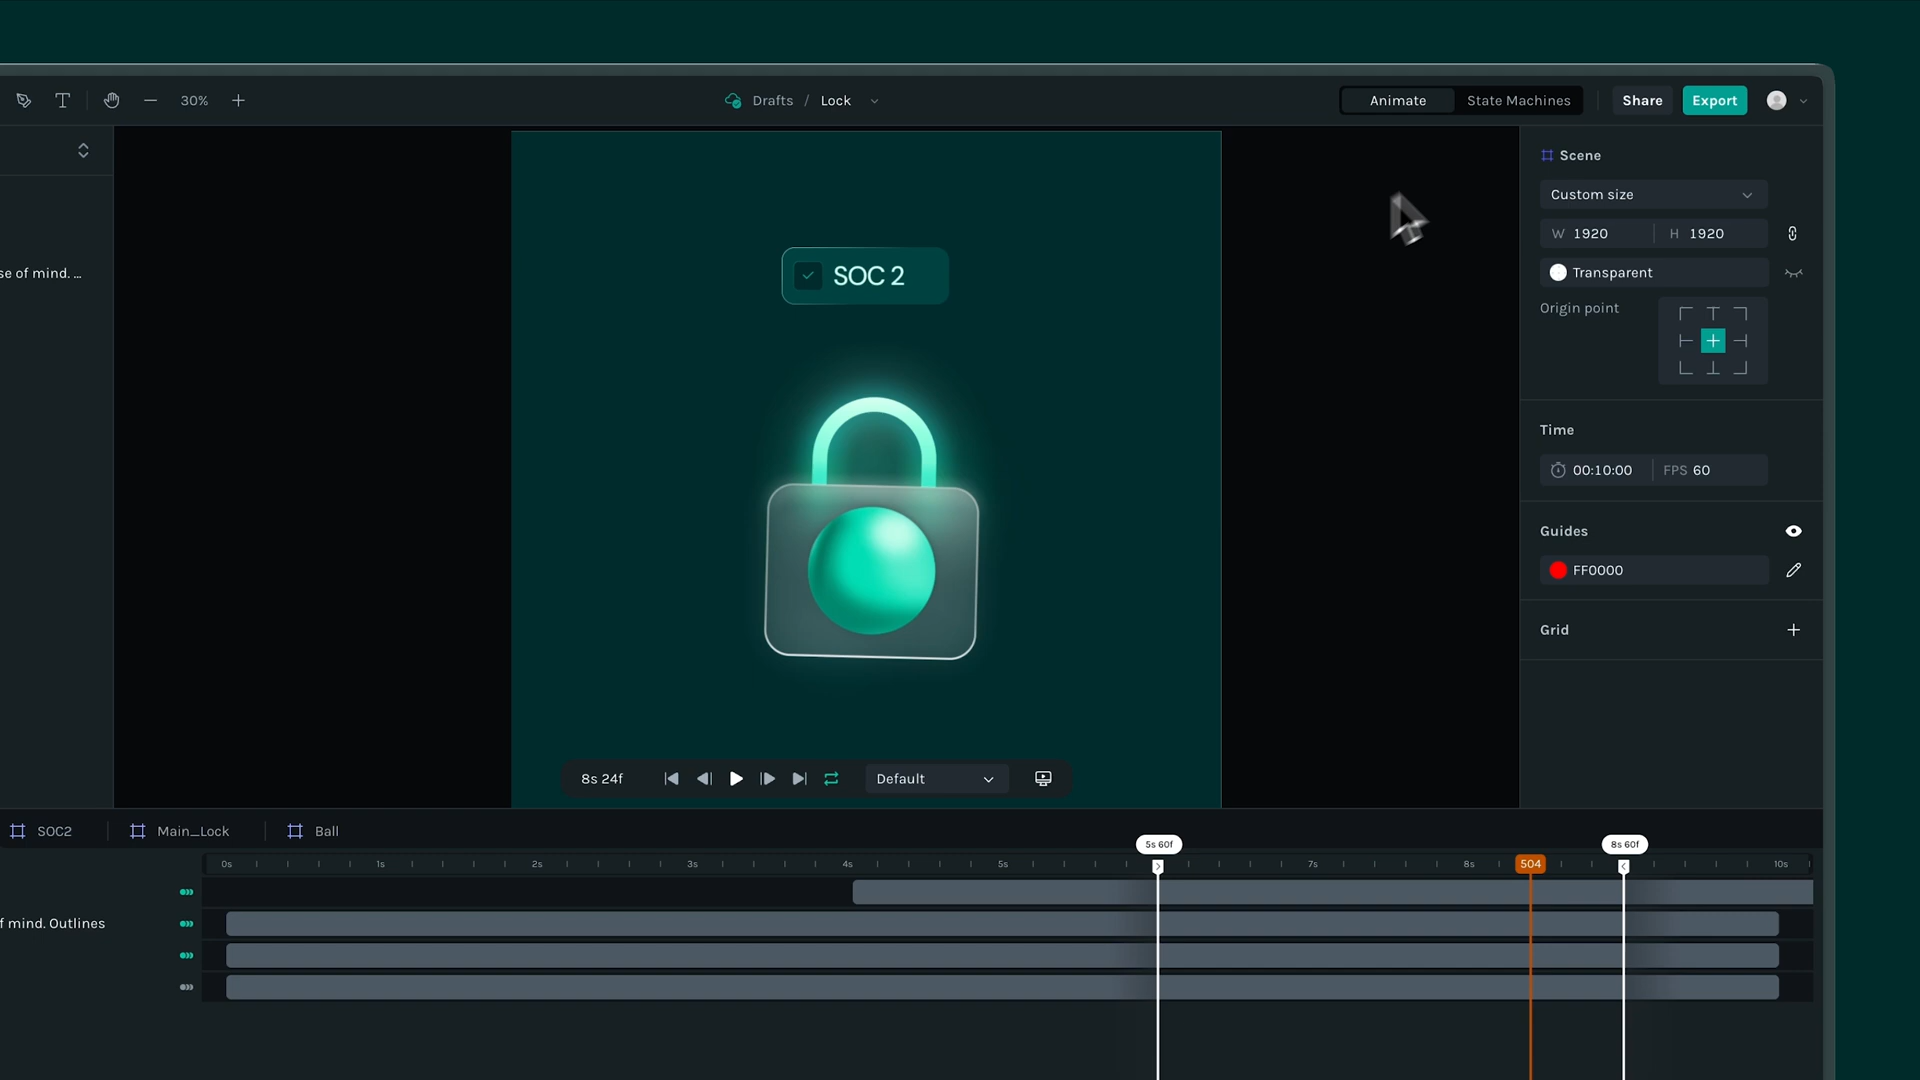 30%
Drafts / Lock
Animate
State Machines
Share
Export
Scene
Custom size
W 1920
H 1920
Transparent
Origin point
Time
00:10:00
FPS 60
Guides
FF0000
Grid
se of mind. ...
SOC 2
8s 24f
Default
SOC2
Main_Lock
Ball
5s 60f
8s 60f
0s
1s
2s
3s
4s
5s
7s
8s
504
10s
f mind. Outlines